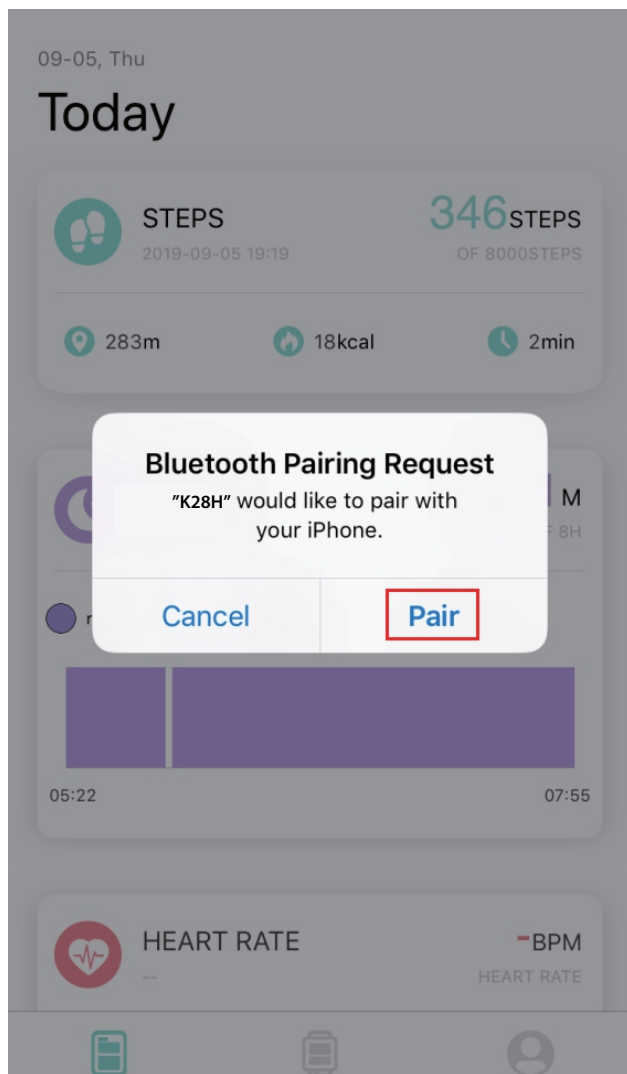 09-05, Thu
Today
STEPS
346STEPS
2019-09-05 19:19
OF 8000STEPS
283m
18kcal
2min
Bluetooth Pairing Request
"K28H" would like to pair with
your iPhone.
M
8H
Cancel
Pair
05:22
07:55
HEART RATE
-BPM
--
HEART RATE